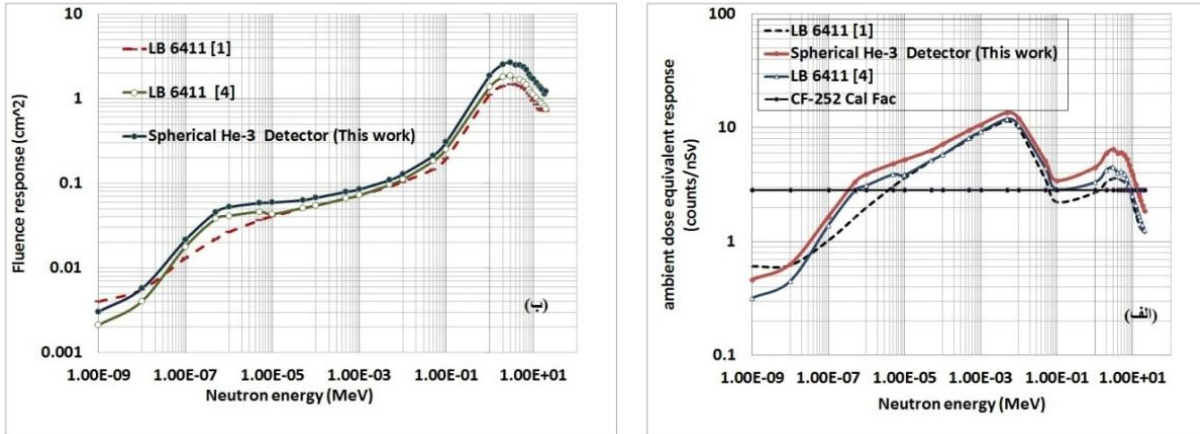 10
1
0.1
0.01
0.001
Fluence response (cm^2)
LB 6411 [1]
LB 6411 [4]
Spherical He-3 Detector (This work)
(ب)
1.00E-09 1.00E-07 1.00E-05 1.00E-03 1.00E-01 1.00E+01
Neutron energy (MeV)
100
10
1
0.1
ambient dose equivalent response
(counts/nSv)
LB 6411 [1]
Spherical He-3 Detector (This work)
LB 6411 [4]
CF-252 Cal Fac
(الف)
1.00E-09 1.00E-07 1.00E-05 1.00E-03 1.00E-01 1.00E+01
Neutron energy (MeV)